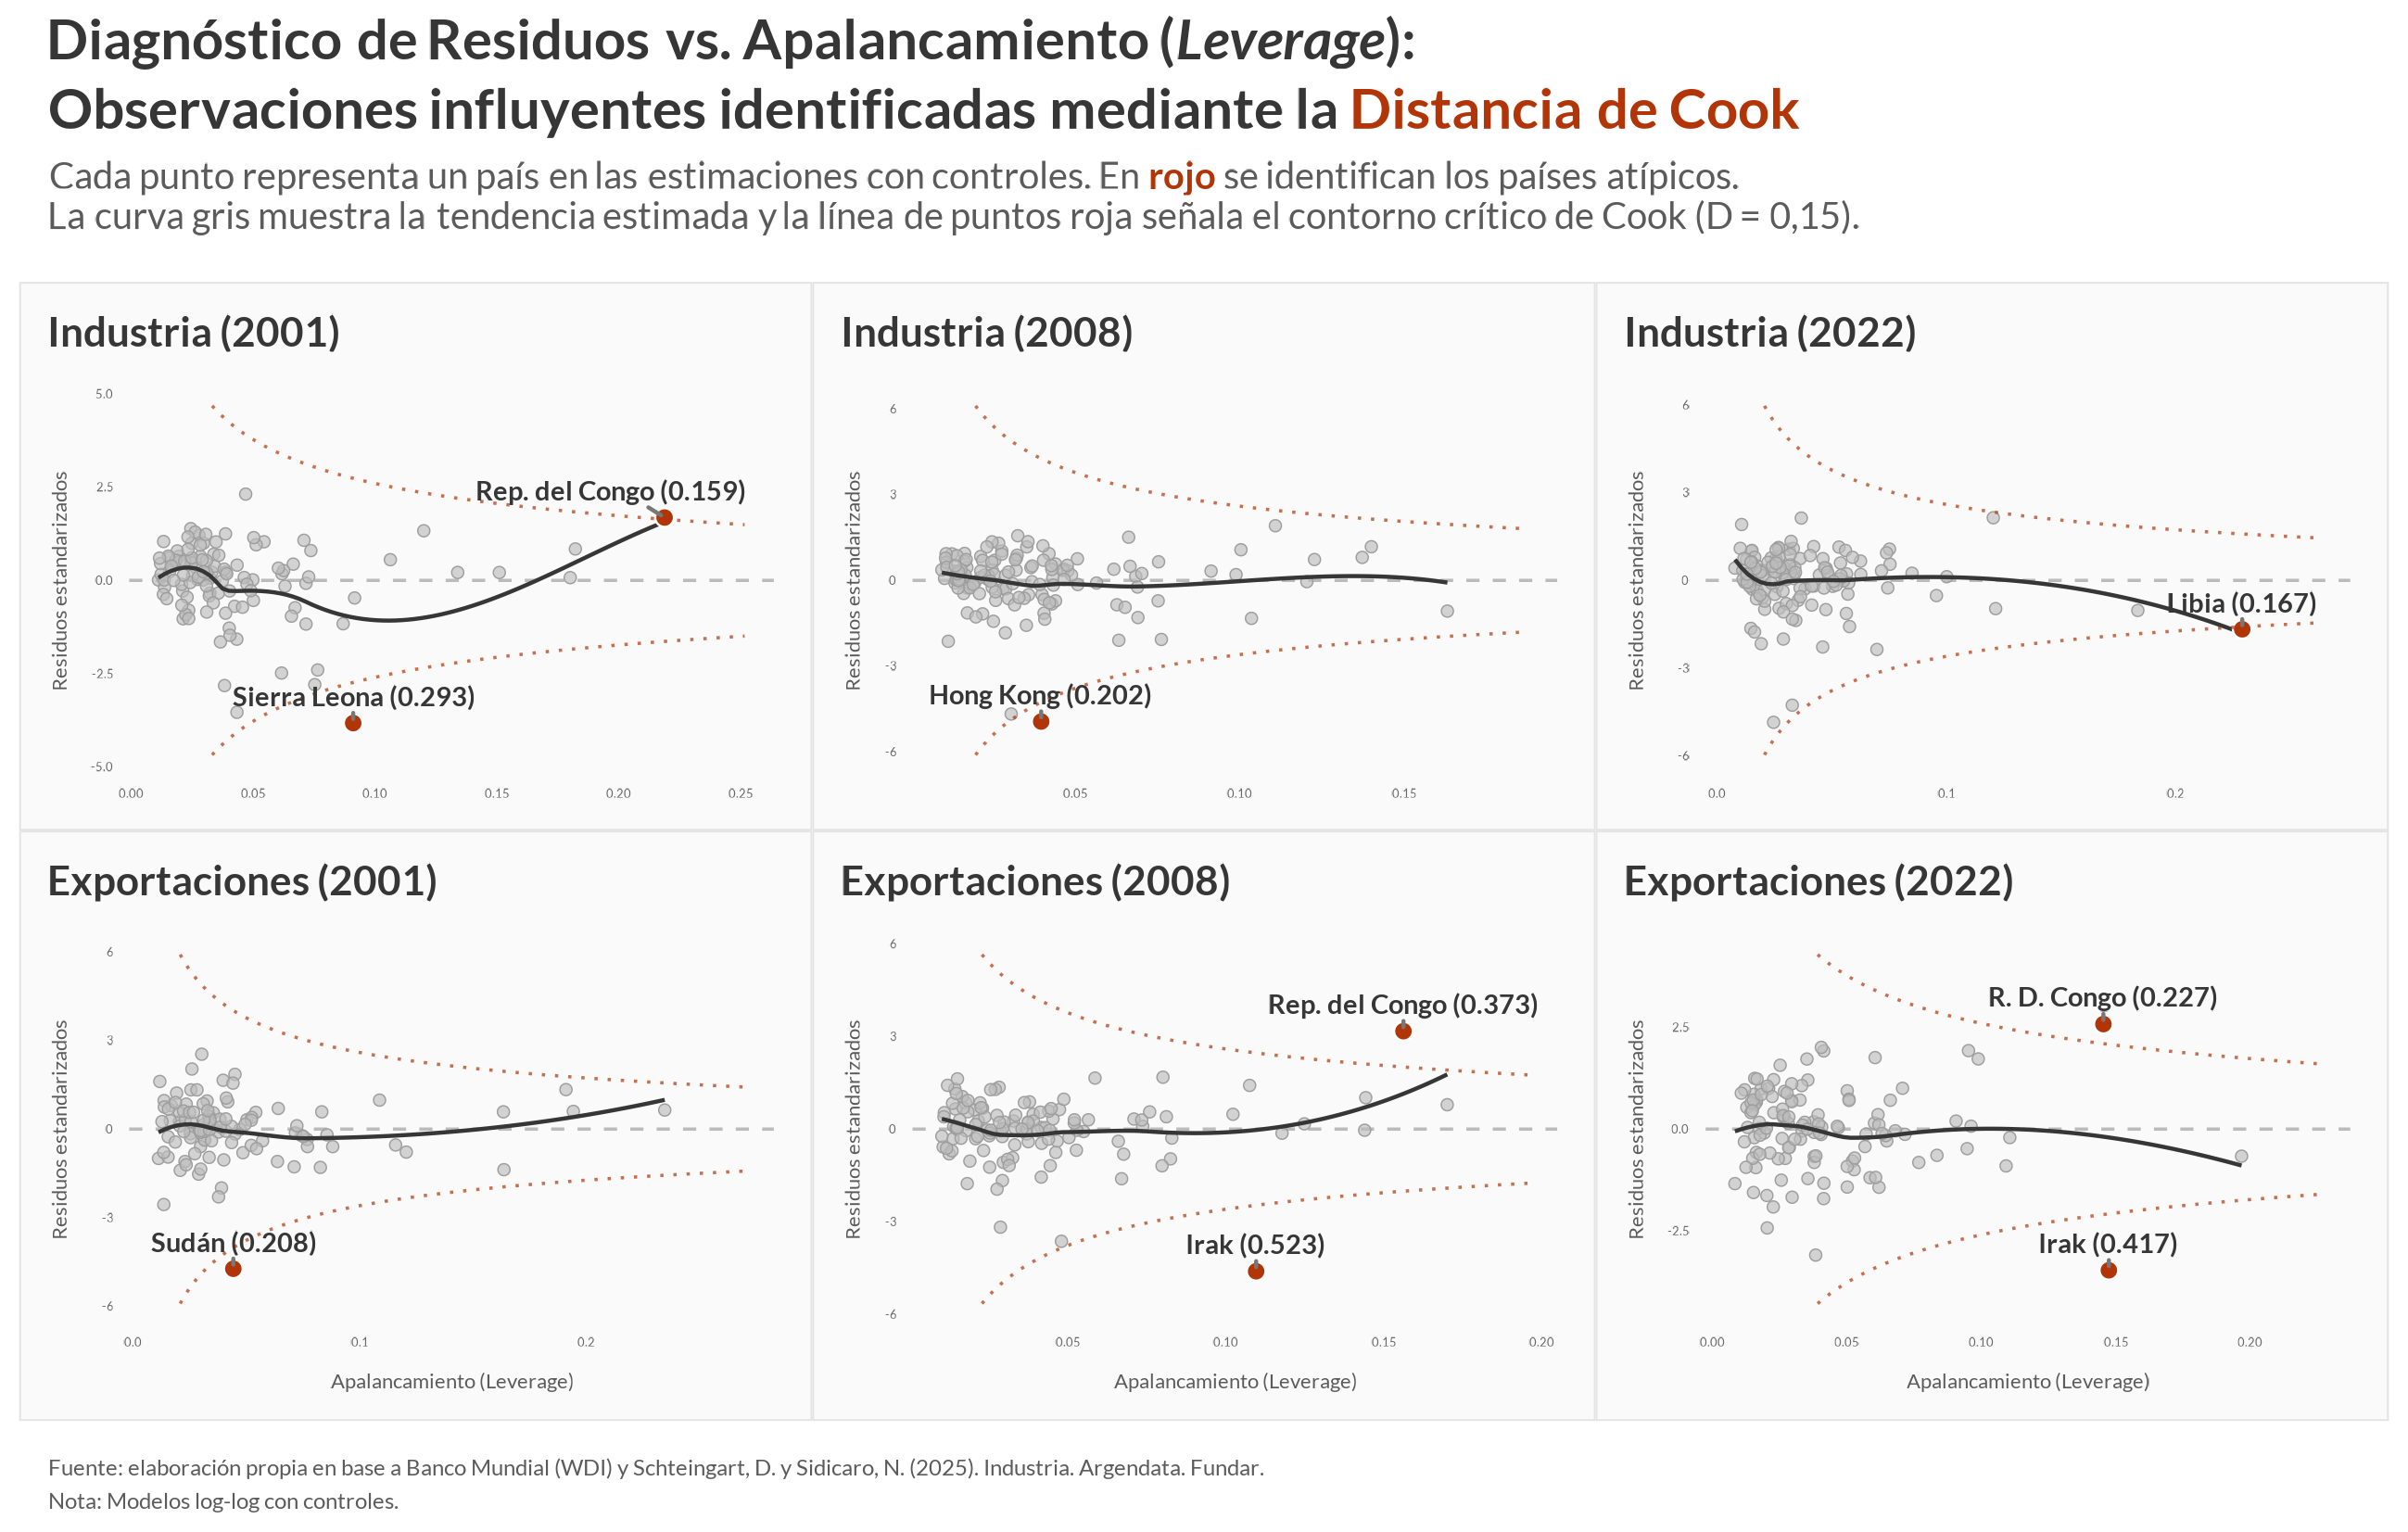 Diagnóstico de Residuos vs. Apalancamiento (Leverage):
Observaciones influyentes identificadas mediante la Distancia de Cook
Cada punto representa un país en las estimaciones con controles. En rojo se identifican los países atípicos.
La curva gris muestra la tendencia estimada y la línea de puntos roja señala el contorno crítico de Cook (D = 0,15).
Industria (2001)
Residuos estandarizados
5.0
2.5
0.0
-2.5
-5.0
Rep. del Congo (0.159)
Sierra Leona (0.293)
0.00 0.05 0.10 0.15 0.20 0.25
Industria (2008)
Residuos estandarizados
6
3
0
-3
-6
Hong Kong (0.202)
0.05 0.10 0.15
Industria (2022)
Residuos estandarizados
6
3
0
-3
-6
Libia (0.167)
0.0 0.1 0.2
Exportaciones (2001)
Residuos estandarizados
6
3
0
-3
-6
Sudán (0.208)
0.0 0.1 0.2
Apalancamiento (Leverage)
Exportaciones (2008)
Residuos estandarizados
6
3
0
-3
-6
Rep. del Congo (0.373)
Irak (0.523)
0.05 0.10 0.15 0.20
Apalancamiento (Leverage)
Exportaciones (2022)
Residuos estandarizados
2.5
0.0
-2.5
R. D. Congo (0.227)
Irak (0.417)
0.00 0.05 0.10 0.15 0.20
Apalancamiento (Leverage)
Fuente: elaboración propia en base a Banco Mundial (WDI) y Schteingart, D. y Sidicaro, N. (2025). Industria. Argendata. Fundar.
Nota: Modelos log-log con controles.